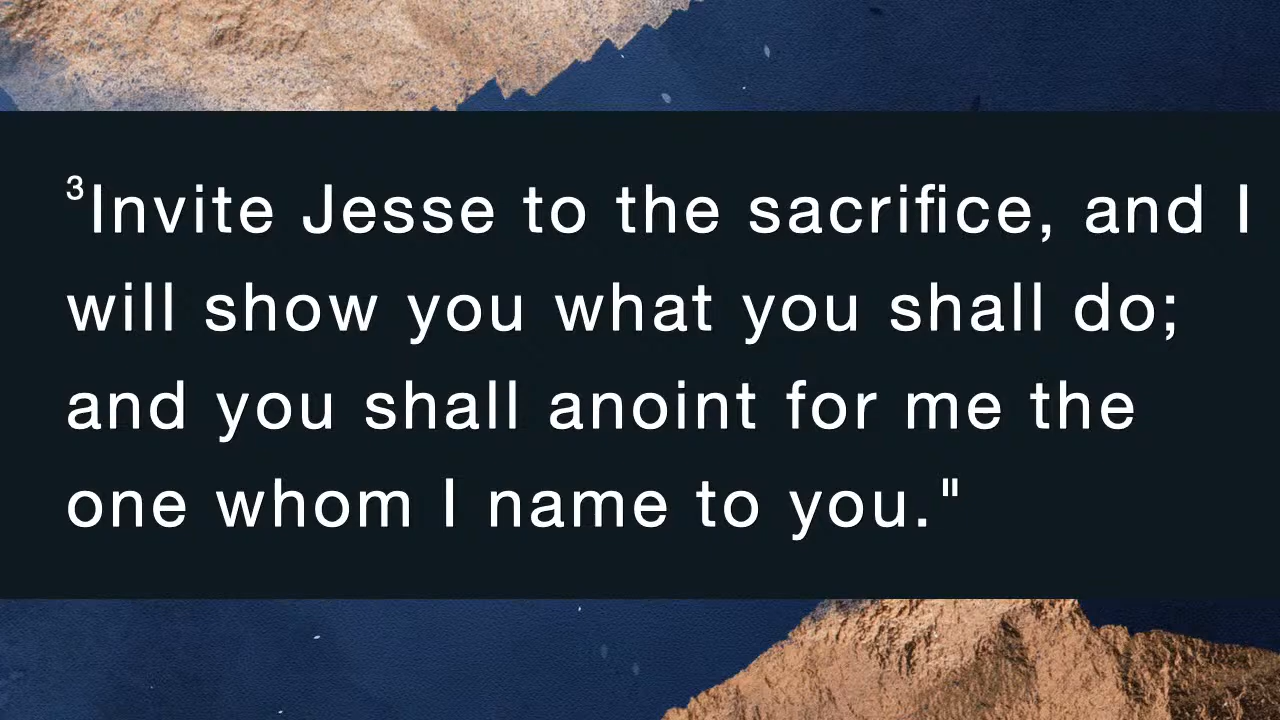 ³Invite Jesse to the sacrifice, and I
will show you what you shall do;
and you shall anoint for me the
one whom I name to you."